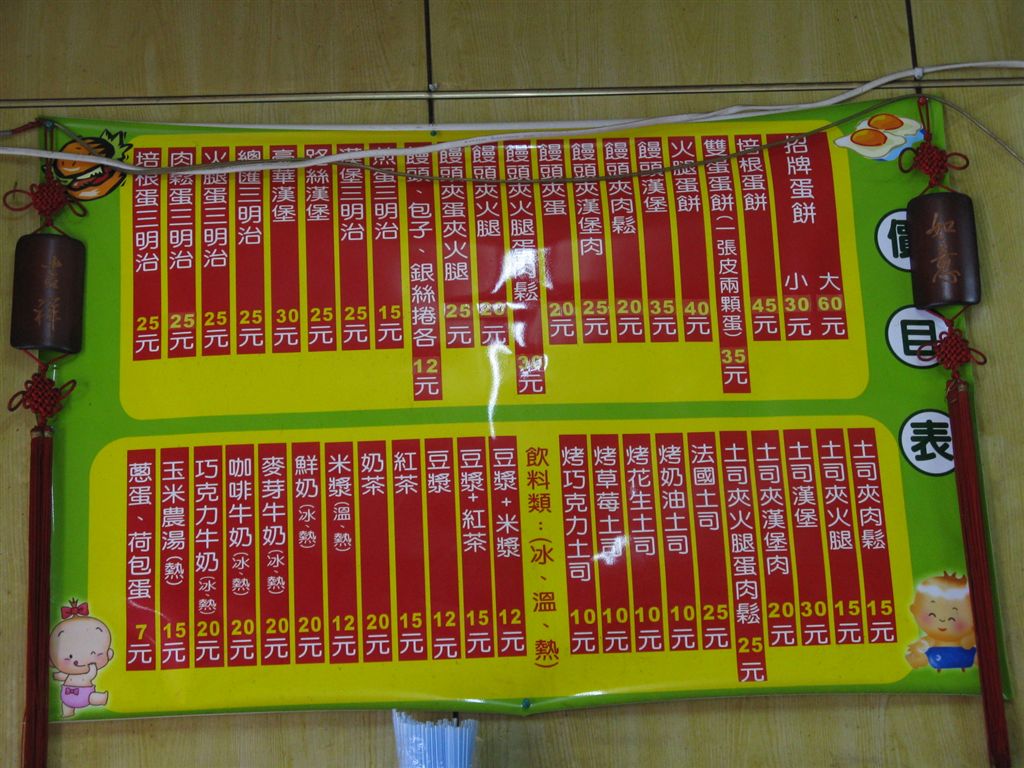 價目表
如意
招牌蛋餅 大60元 小30元
培根蛋餅 45元
雙蛋蛋餅(一張皮兩顆蛋) 35元
火腿蛋餅 40元
饅頭漢堡 35元
饅頭夾肉鬆 20元
饅頭夾漢堡肉 25元
饅頭夾蛋 20元
饅頭夾火腿蛋肉鬆 30元
饅頭夾火腿 20元
饅頭夾蛋夾火腿 25元
饅頭、包子、銀絲捲各 12元
三明治 15元
漢堡三明治 25元
絲漢堡 25元
豪華漢堡 30元
總匯三明治 25元
火腿蛋三明治 25元
肉鬆蛋三明治 25元
培根蛋三明治 25元
土司夾肉鬆 15元
土司夾火腿 15元
土司漢堡 30元
土司夾漢堡肉 20元
土司夾火腿蛋肉鬆 25元
法國土司 25元
烤奶油土司 10元
烤花生土司 10元
烤草莓土司 10元
烤巧克力土司 10元
飲料類:(冰、溫、熱)
豆漿+米漿 12元
豆漿+紅茶 15元
豆漿 12元
紅茶 15元
奶茶 20元
米漿(溫、熱) 12元
鮮奶(冰、熱) 20元
麥芽牛奶(冰、熱) 20元
咖啡牛奶(冰、熱) 20元
巧克力牛奶(冰、熱) 20元
玉米農湯(熱) 15元
蔥蛋、荷包蛋 7元
吉祥